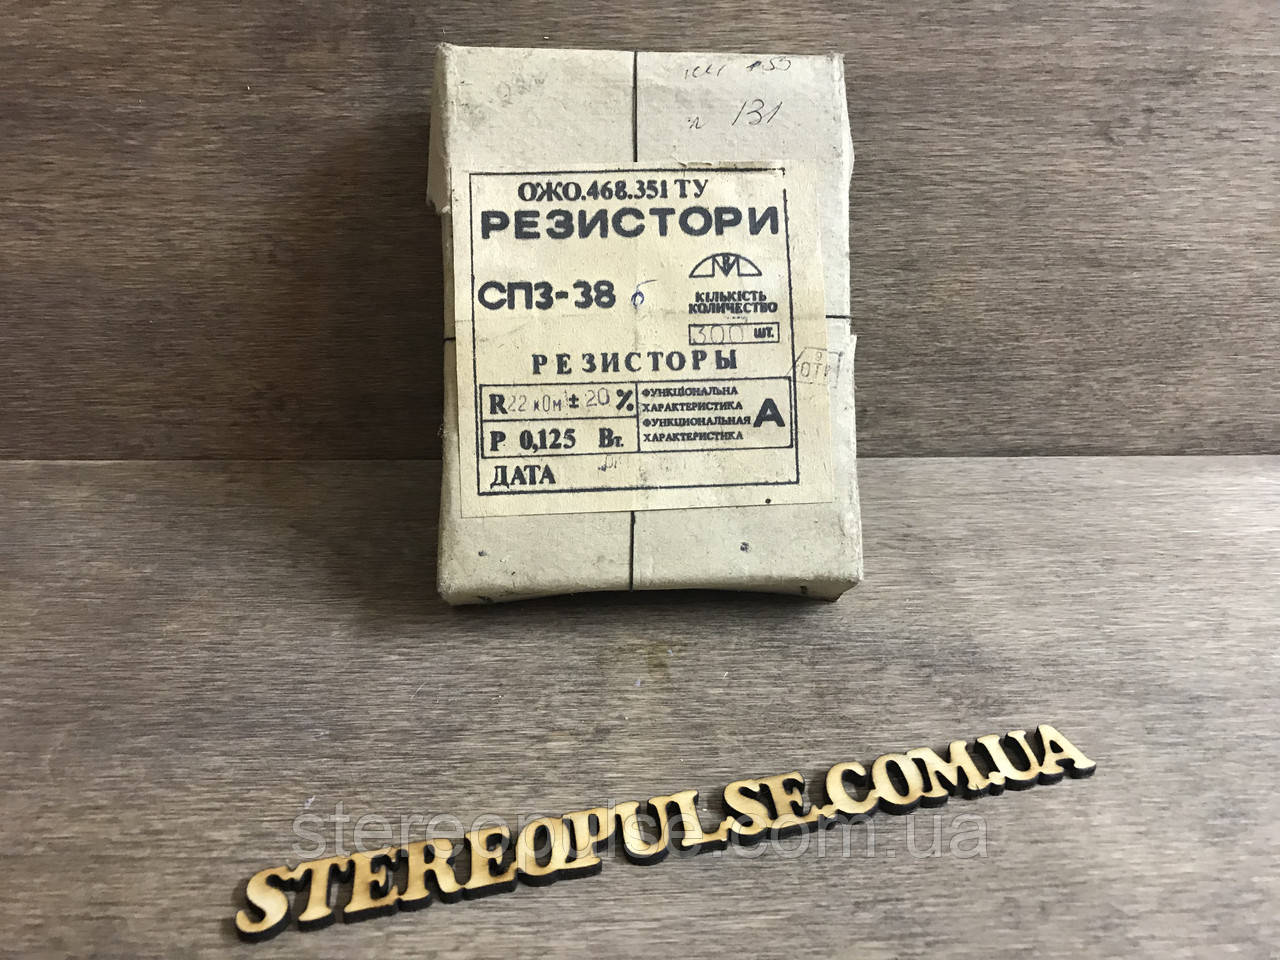 131
ОЖО.468.351 ТУ
РЕЗИСТОРИ
СП3-38 б
КІЛЬКІСТЬ
КОЛИЧЕСТВО
300 шт.
РЕЗИСТОРЫ
R 22 кОм ± 20 %
P 0,125 Вт.
ФУНКЦІОНАЛЬНА
ХАРАКТЕРИСТИКА
ФУНКЦИОНАЛЬНАЯ
ХАРАКТЕРИСТИКА
А
ДАТА
STEREOPULSE.COM.UA
stereopulse.com.ua